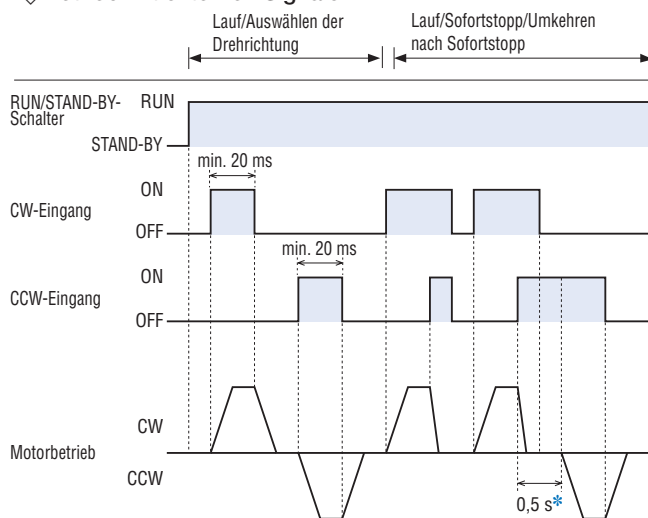 Lauf/Auswählen der
Drehrichtung
Lauf/Sofortstopp/Umkehren
nach Sofortstopp
RUN/STAND-BY-
Schalter
RUN
STAND-BY
min. 20 ms
CW-Eingang
ON
OFF
min. 20 ms
CCW-Eingang
ON
OFF
Motorbetrieb
CW
CCW
0,5 s*